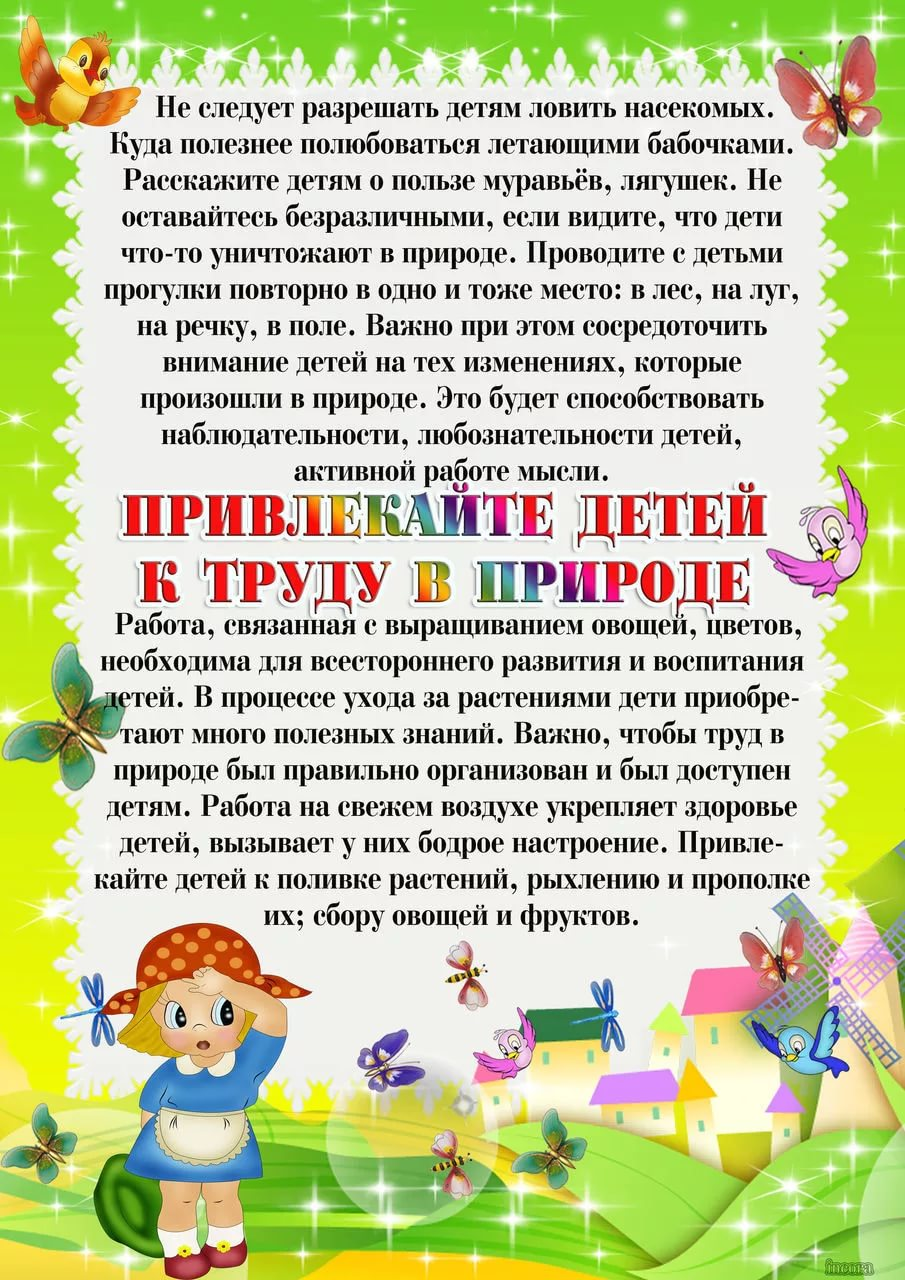 Не следует разрешать детям ловить насекомых.
Куда полезнее полюбоваться летающими бабочками.
Расскажите детям о пользе муравьёв, лягушек. Не
оставайтесь безразличными, если видите, что дети
что-то уничтожают в природе. Проводите с детьми
прогулки повторно в одно и тоже место: в лес, на луг,
на речку, в поле. Важно при этом сосредоточить
внимание детей на тех изменениях, которые
произошли в природе. Это будет способствовать
наблюдательности, любознательности детей,
активной работе мысли.
ПРИВЛЕКАЙТЕ ДЕТЕЙ
К ТРУДУ В ПРИРОДЕ
Работа, связанная с выращиванием овощей, цветов,
необходима для всестороннего развития и воспитания
детей. В процессе ухода за растениями дети приобре-
тают много полезных знаний. Важно, чтобы труд в
природе был правильно организован и был доступен
детям. Работа на свежем воздухе укрепляет здоровье
детей, вызывает у них бодрое настроение. Привле-
кайте детей к поливке растений, рыхлению и прополке
их; сбору овощей и фруктов.